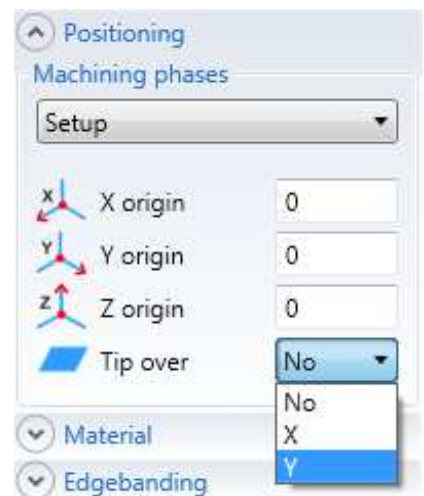 Positioning
Machining phases
Setup
X X origin 0
Y Y origin 0
Z Z origin 0
Tip over No
No
Material X
Y
Edgebanding